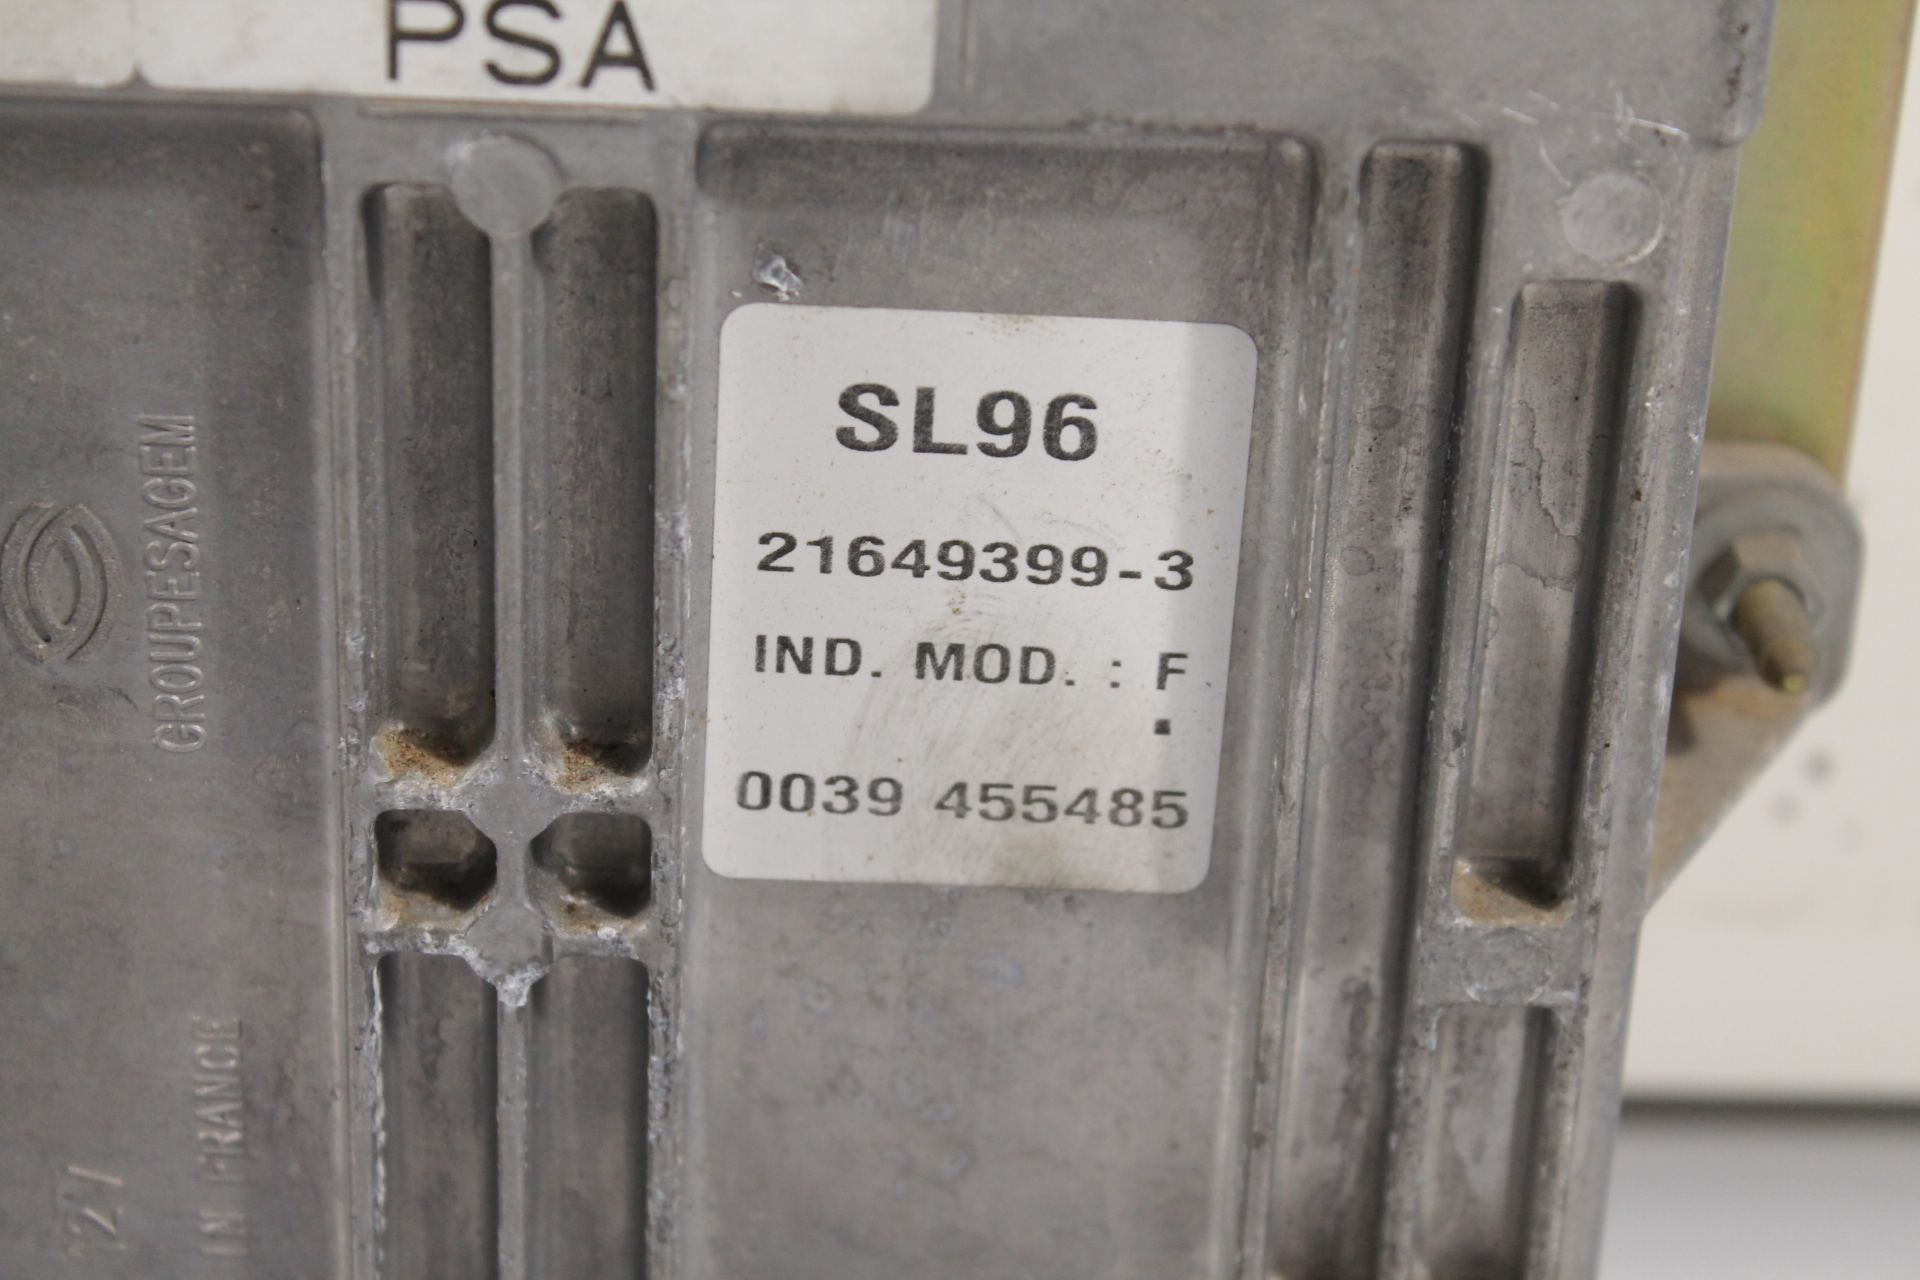 PSA
SL96
21649399-3
IND. MOD. : F
0039 455485
GROUPESAGEM
IN FRANCE